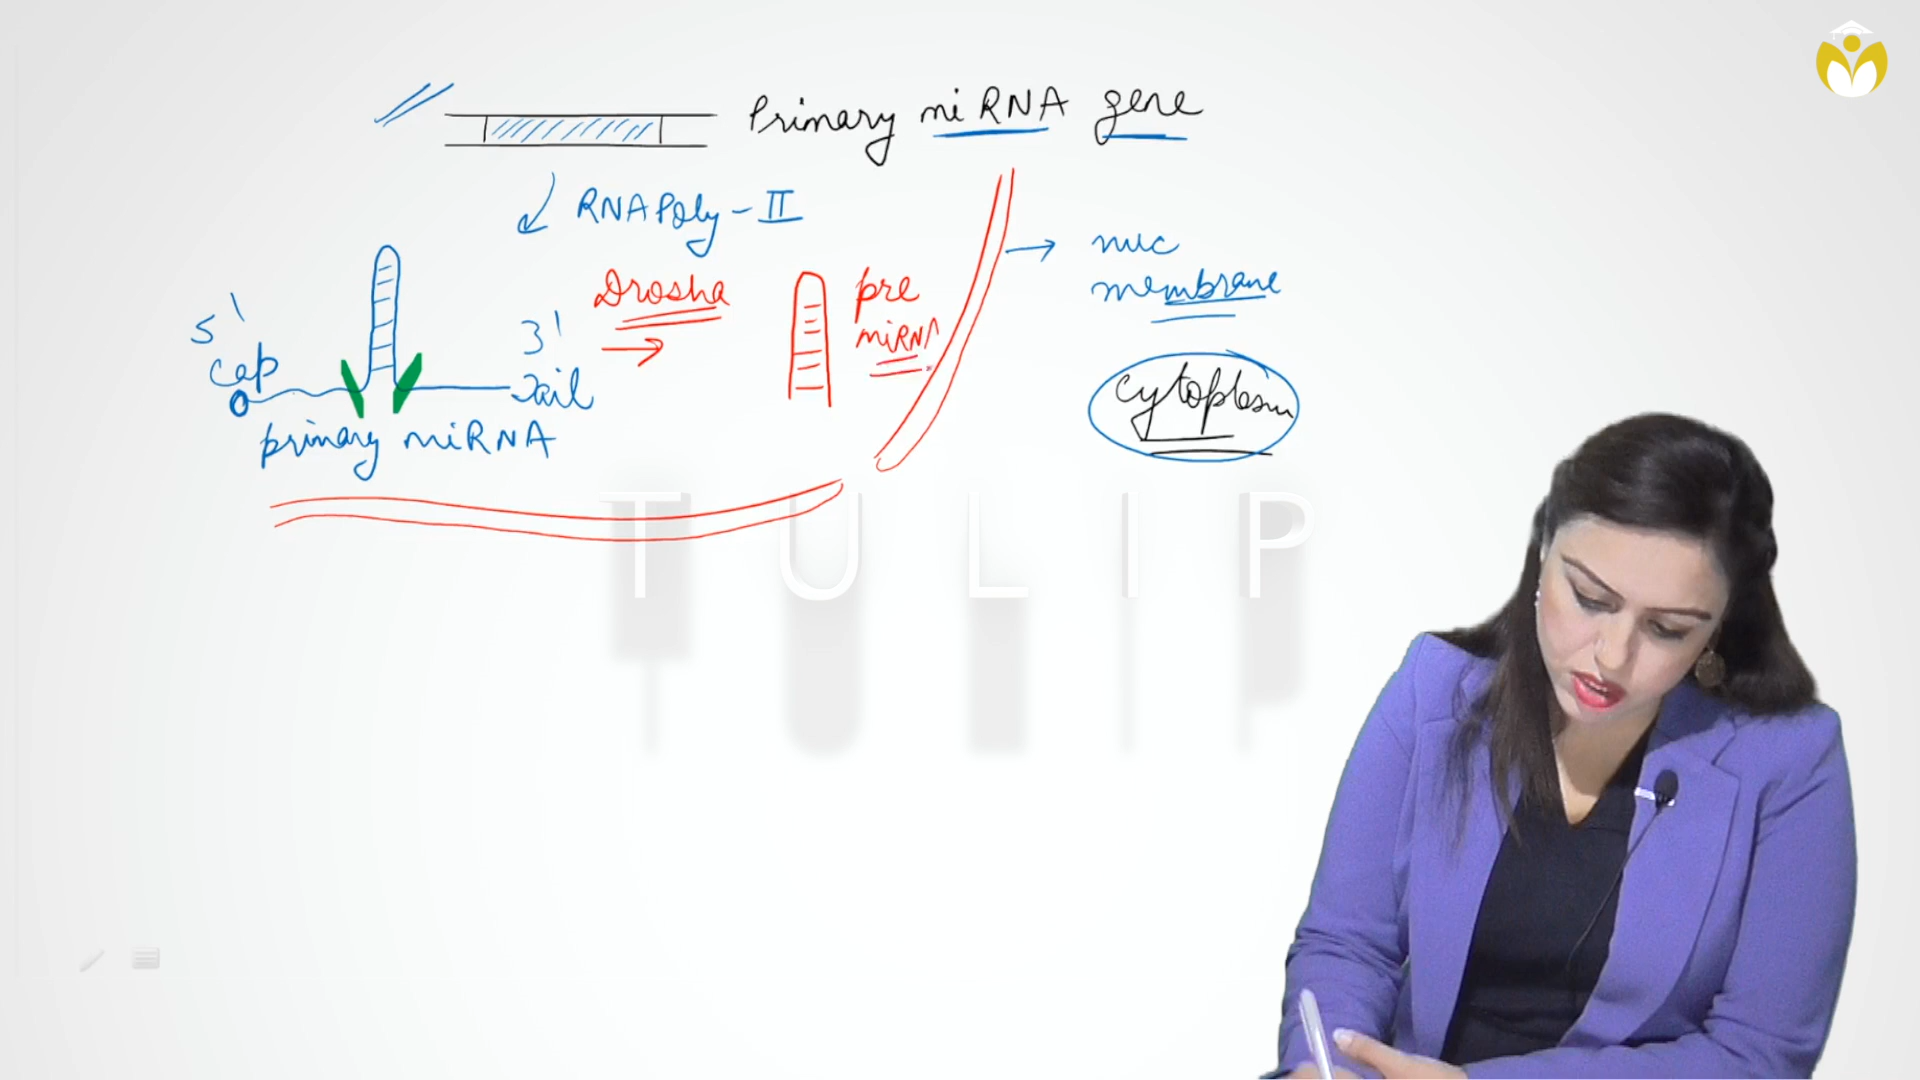 Primary miRNA gene
RNA Poly-II
nuc
membrane
Drosha
pre
miRNA
5'
cap
3'
Tail
cytoplasm
primary miRNA
TULIP